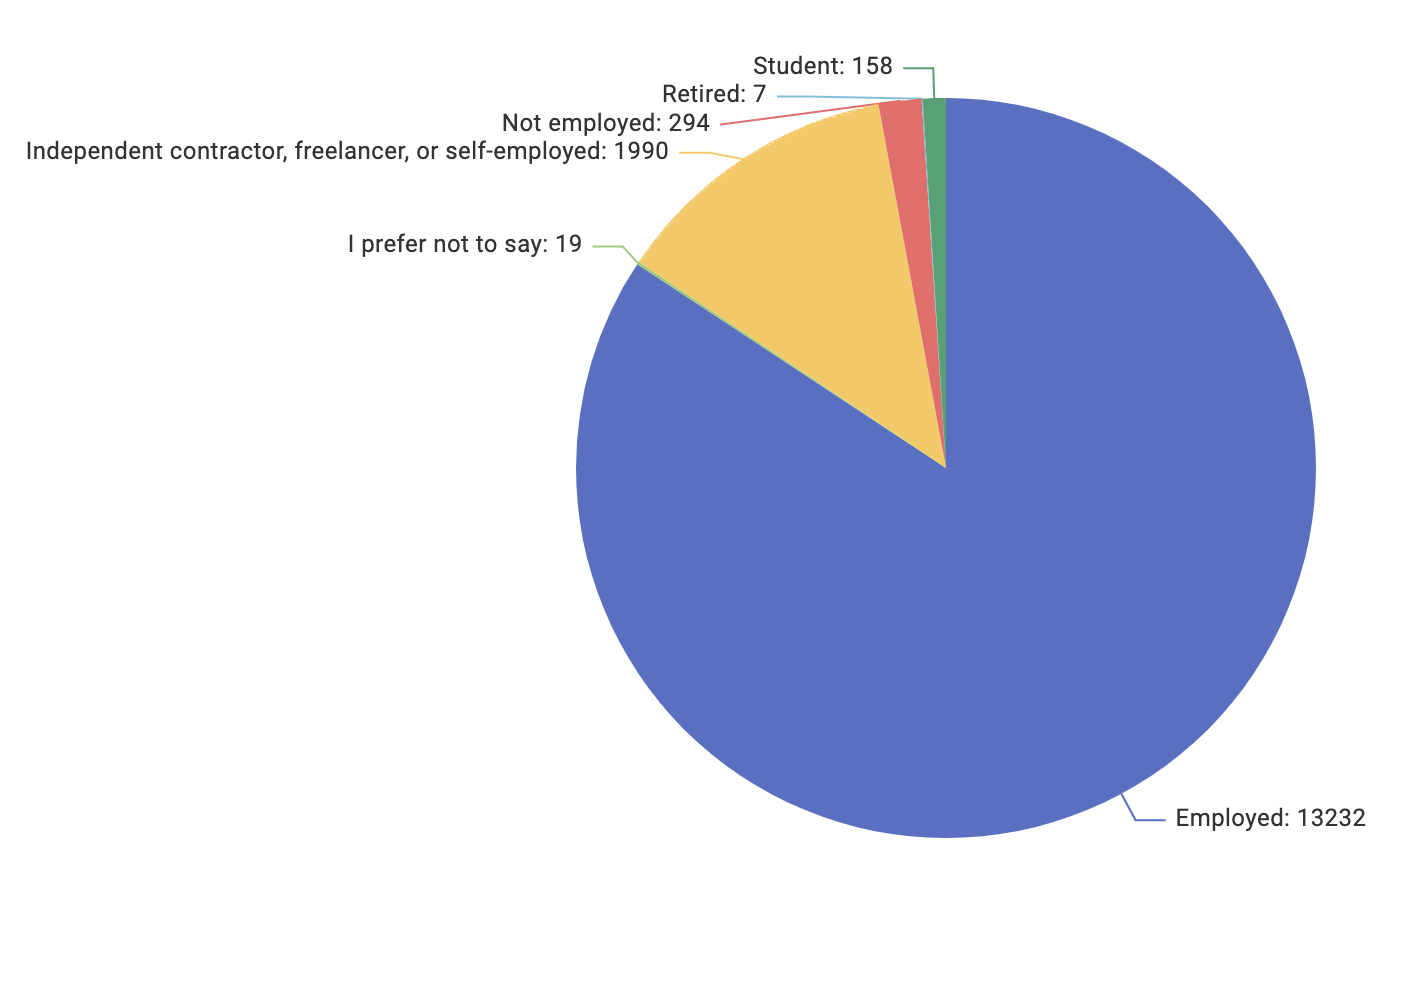 Student: 158
Retired: 7
Not employed: 294
Independent contractor, freelancer, or self-employed: 1990
I prefer not to say: 19
Employed: 13232